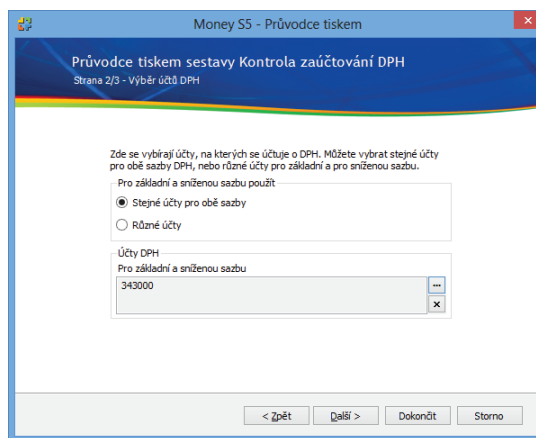 Money S5 - Průvodce tiskem
Průvodce tiskem sestavy Kontrola zaúčtování DPH
Strana 2/3 - Výběr účtů DPH
Zde se vybírají účty, na kterých se účtuje o DPH. Můžete vybrat stejné účty
pro obě sazby DPH, nebo různé účty pro základní a pro sníženou sazbu.
Pro základní a sníženou sazbu použít
Stejné účty pro obě sazby
Různé účty
Účty DPH
Pro základní a sníženou sazbu
343000
< Zpět Další > Dokončit Storno